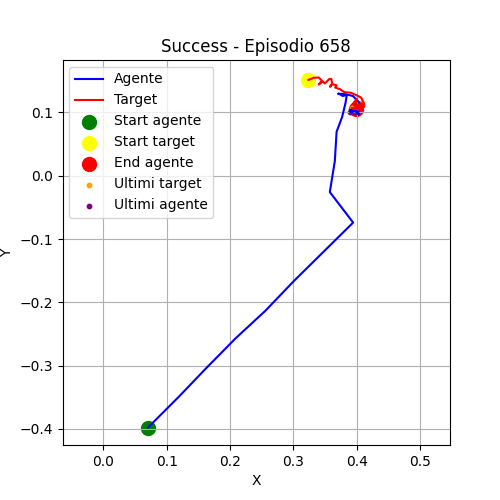 Success - Episodio 658
Agente
Target
Start agente
Start target
End agente
Ultimi target
Ultimi agente
0.1
0.0
−0.1
−0.2
−0.3
−0.4
Y
0.0 0.1 0.2 0.3 0.4 0.5
X